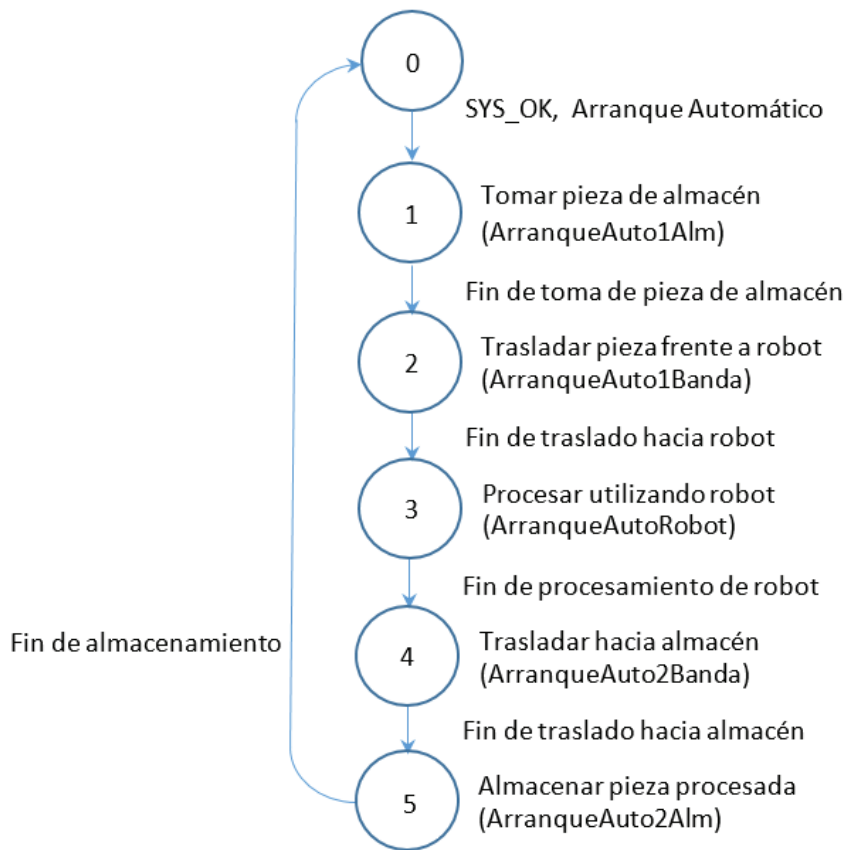 0
SYS_OK, Arranque Automático
1
Tomar pieza de almacén
(ArranqueAuto1Alm)
Fin de toma de pieza de almacén
2
Trasladar pieza frente a robot
(ArranqueAuto1Banda)
Fin de traslado hacia robot
3
Procesar utilizando robot
(ArranqueAutoRobot)
Fin de procesamiento de robot
Fin de almacenamiento
4
Trasladar hacia almacén
(ArranqueAuto2Banda)
Fin de traslado hacia almacén
5
Almacenar pieza procesada
(ArranqueAuto2Alm)